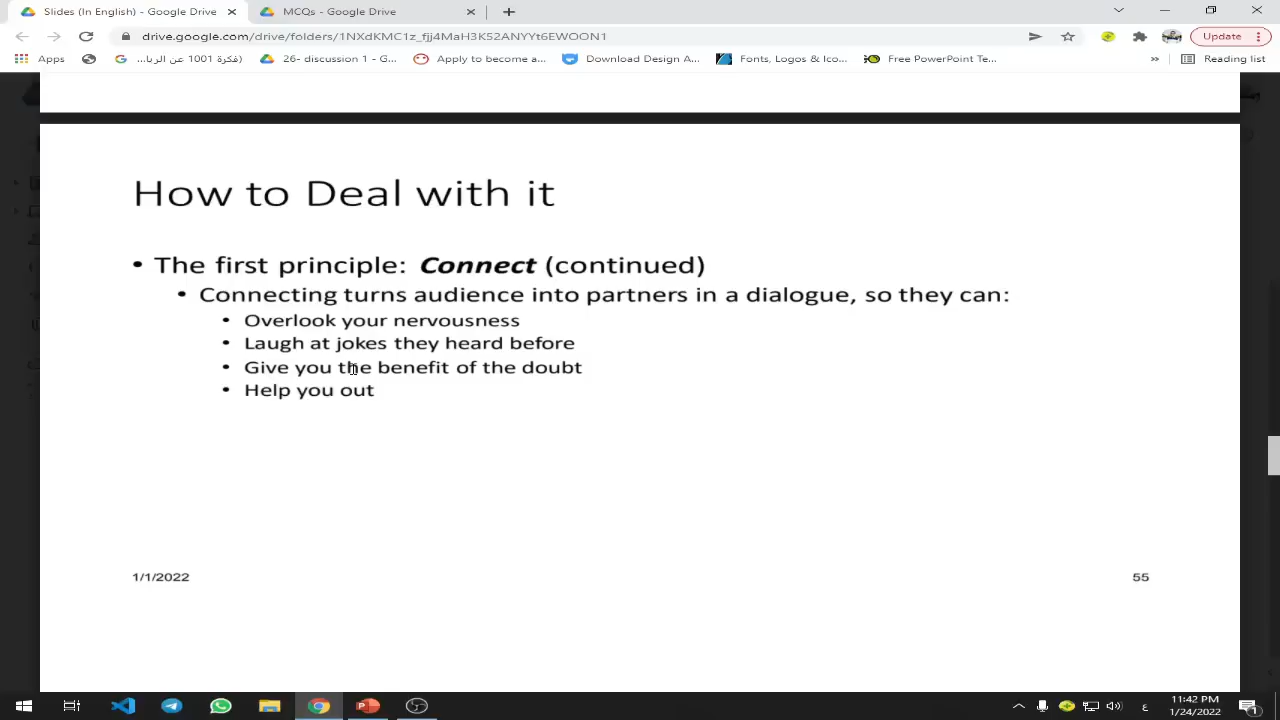 Slides (In English) - Google Drive
MCG - Google Drive
drive.google.com/drive/folders/1NXdKMC1z_fjj4MaH3K52ANYYt6EWOON1
Update
Apps
فكرة 1001 عن الريا...
26- discussion 1 - G...
Apply to become a...
Download Design A...
Fonts, Logos & Ico...
Free PowerPoint Te...
»
Reading list
How to Deal with it
• The first principle: Connect (continued)
• Connecting turns audience into partners in a dialogue, so they can:
• Overlook your nervousness
• Laugh at jokes they heard before
• Give you the benefit of the doubt
• Help you out
1/1/2022
55
ع
11:42 PM
1/24/2022
1